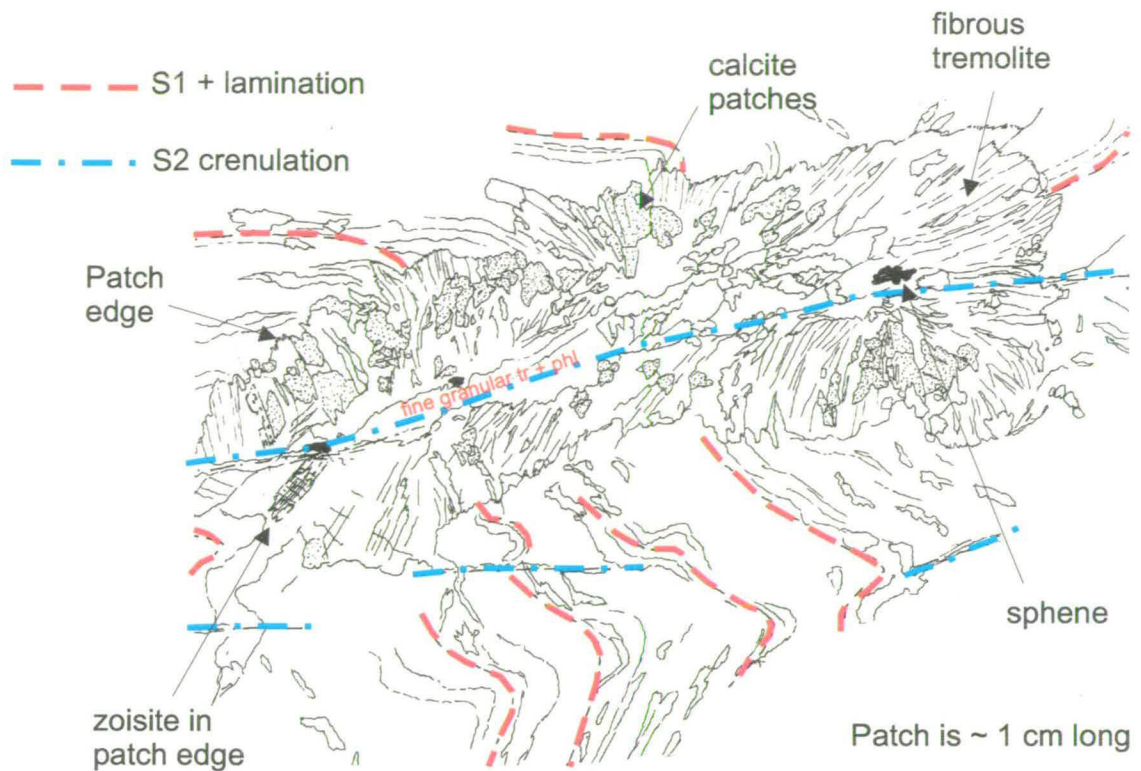 fibrous
tremolite
calcite
patches
S1 + lamination
S2 crenulation
Patch
edge
fine granular tr + phl
sphene
zoisite in
patch edge
Patch is ~ 1 cm long